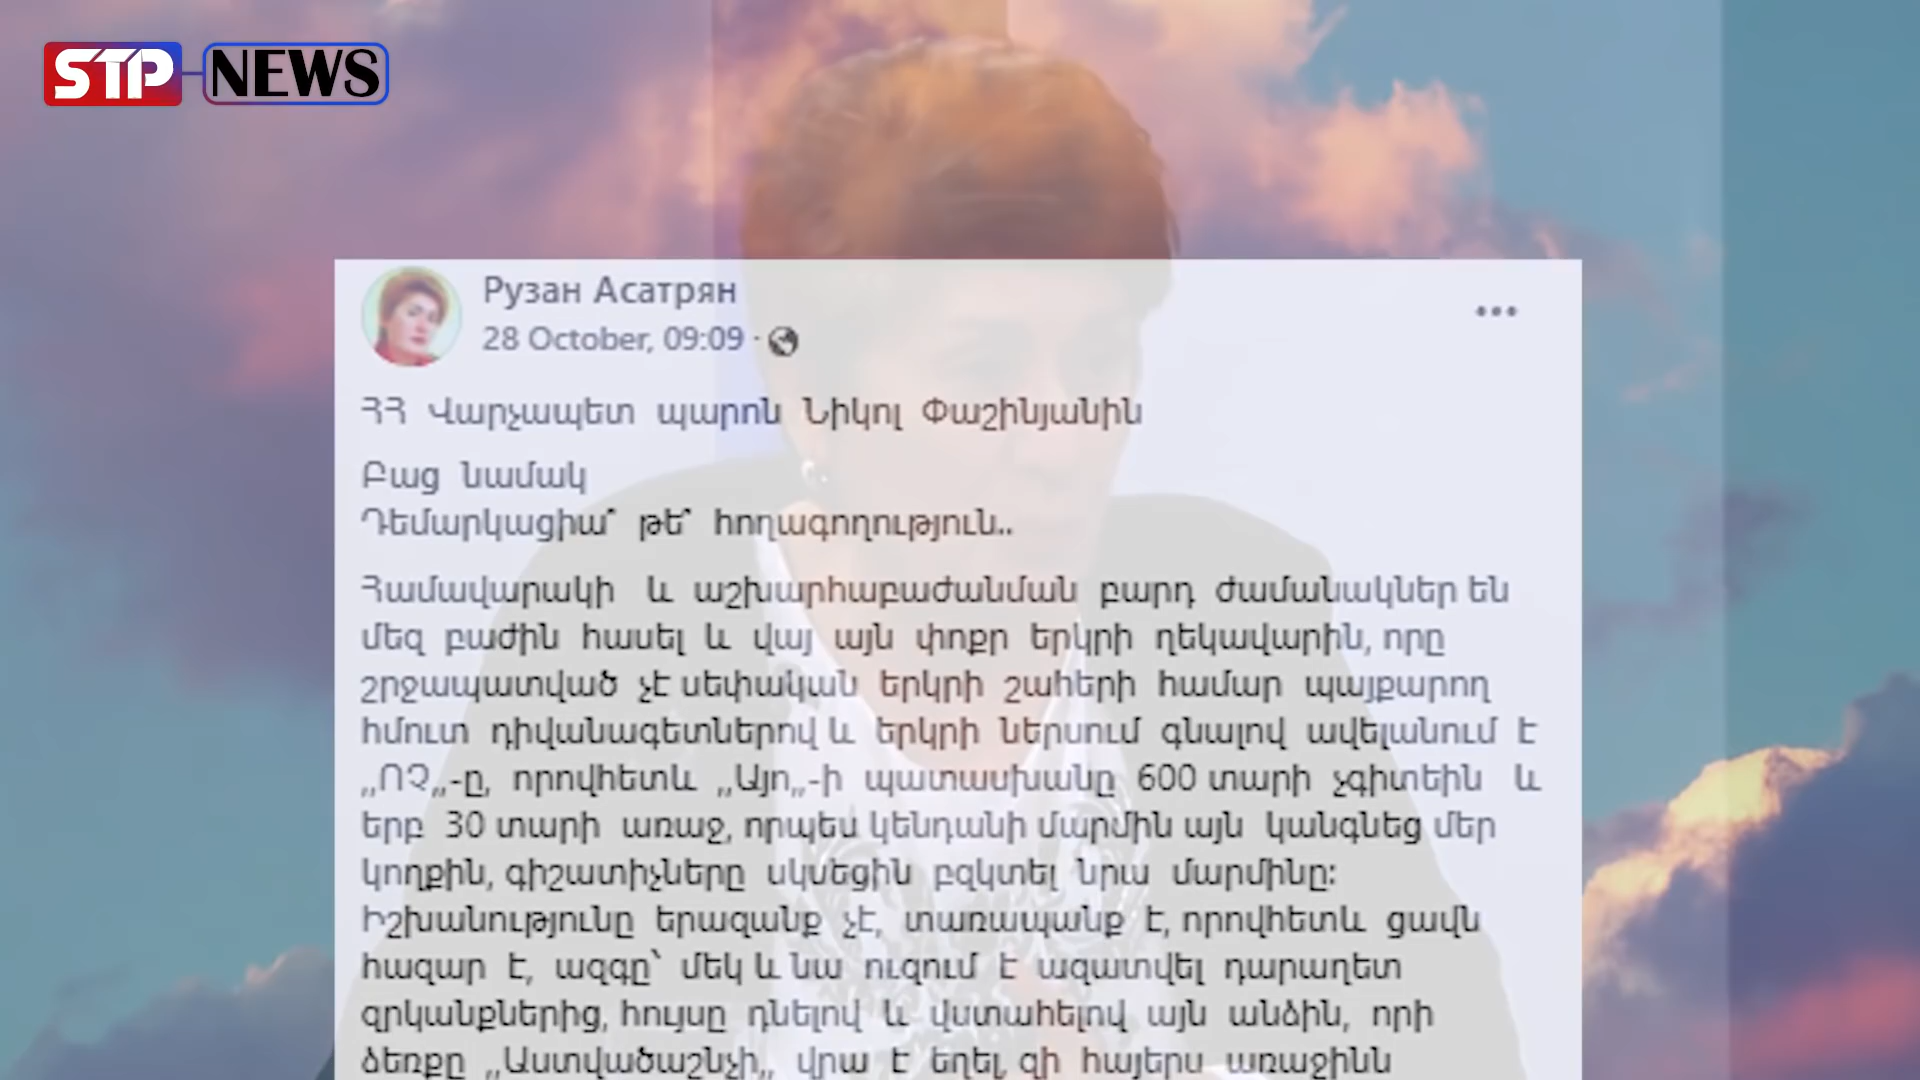 STP NEWS
Рузан Асатрян
28 October, 09:09 ·
ՀՀ Վարչապետ պարոն Նիկոլ Փաշինյանին
Բաց նամակ
Դեմարկացիա՞ թե՞ հողագողություն..
Համավարակի և աշխարհաբաժանման բարդ ժամանակներ են
մեզ բաժին հասել և վայ այն փոքր երկրի ղեկավարին, որը
շրջապատված չէ սեփական երկրի շահերի համար պայքարող
հմուտ դիվանագետներով և երկրի ներսում գնալով ավելանում է
,,ՈՉ,,-ը, որովհետև ,,Այո,,-ի պատասխանը 600 տարի չգիտեին և
երբ 30 տարի առաջ, որպես կենդանի մարմին այն կանգնեց մեր
կողքին, գիշատիչները սկսեցին բզկտել նրա մարմինը:
Իշխանությունը երազանք չէ, տառապանք է, որովհետև ցավն
հազար է, ազգը՝ մեկ և նա ուզում է ազատվել դարաղետ
զրկանքներից, հույսը դնելով և վստահելով այն անձին, որի
ձեռքը ,,Աստվածաշնչի,, վրա է եղել, զի հայերս առաջինն